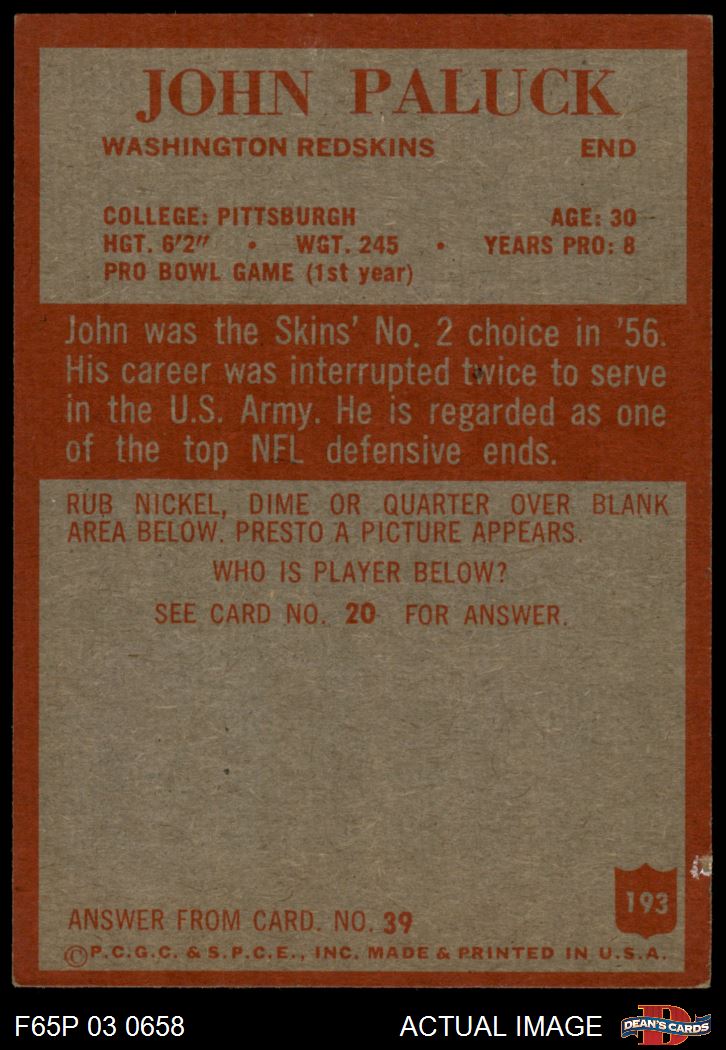 JOHN PALUCK
WASHINGTON REDSKINS END
COLLEGE: PITTSBURGH AGE: 30
HGT. 6'2" • WGT. 245 • YEARS PRO: 8
PRO BOWL GAME (1st year)
John was the Skins' No. 2 choice in '56.
His career was interrupted twice to serve
in the U.S. Army. He is regarded as one
of the top NFL defensive ends.
RUB NICKEL, DIME OR QUARTER OVER BLANK
AREA BELOW. PRESTO A PICTURE APPEARS.
WHO IS PLAYER BELOW?
SEE CARD NO. 20 FOR ANSWER.
193
ANSWER FROM CARD. NO. 39
©P.C.G.C. & S.P.C.E., INC. MADE & PRINTED IN U.S.A.
F65P 03 0658 ACTUAL IMAGE DEAN'S CARDS